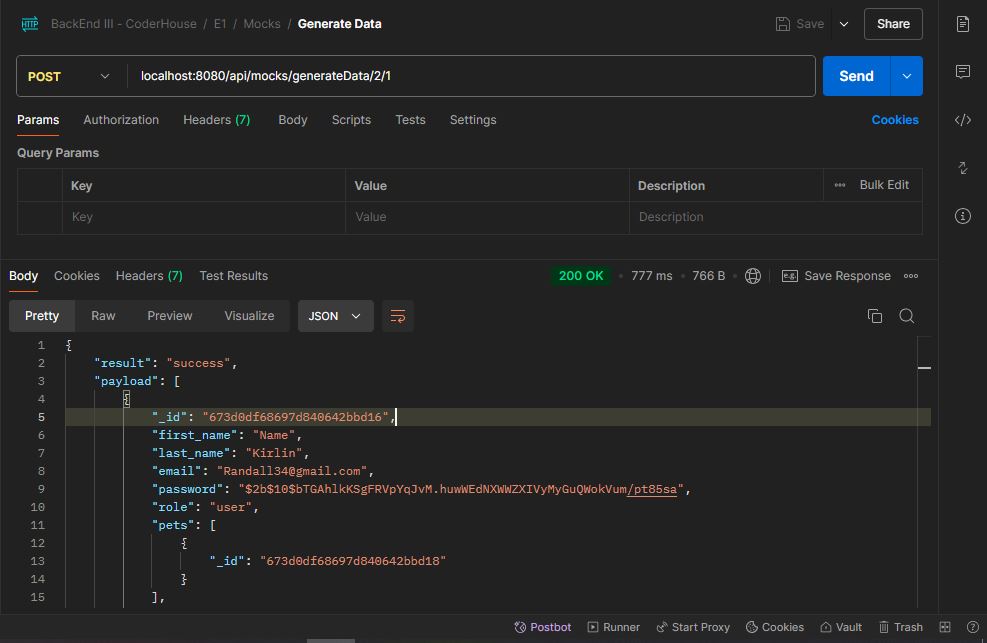 HTTP BackEnd III - CoderHouse / E1 / Mocks / Generate Data Save Share
POST localhost:8080/api/mocks/generateData/2/1 Send
Params Authorization Headers (7) Body Scripts Tests Settings Cookies
Query Params
Key Value Description Bulk Edit
Key Value Description
Body Cookies Headers (7) Test Results 200 OK 777 ms 766 B e.g. Save Response
Pretty Raw Preview Visualize JSON
1 {
2 "result": "success",
3 "payload": [
4 {
5 "_id": "673d0df68697d840642bbd16",
6 "first_name": "Name",
7 "last_name": "Kirlin",
8 "email": "Randall34@gmail.com",
9 "password": "$2b$10$bTGAhlkKSgFRVpYqJvM.huwWEdNXWWZXIVyMyGuQWokVum/pt85sa",
10 "role": "user",
11 "pets": [
12 {
13 "_id": "673d0df68697d840642bbd18"
14 }
15 ],
Postbot Runner Start Proxy Cookies Vault Trash